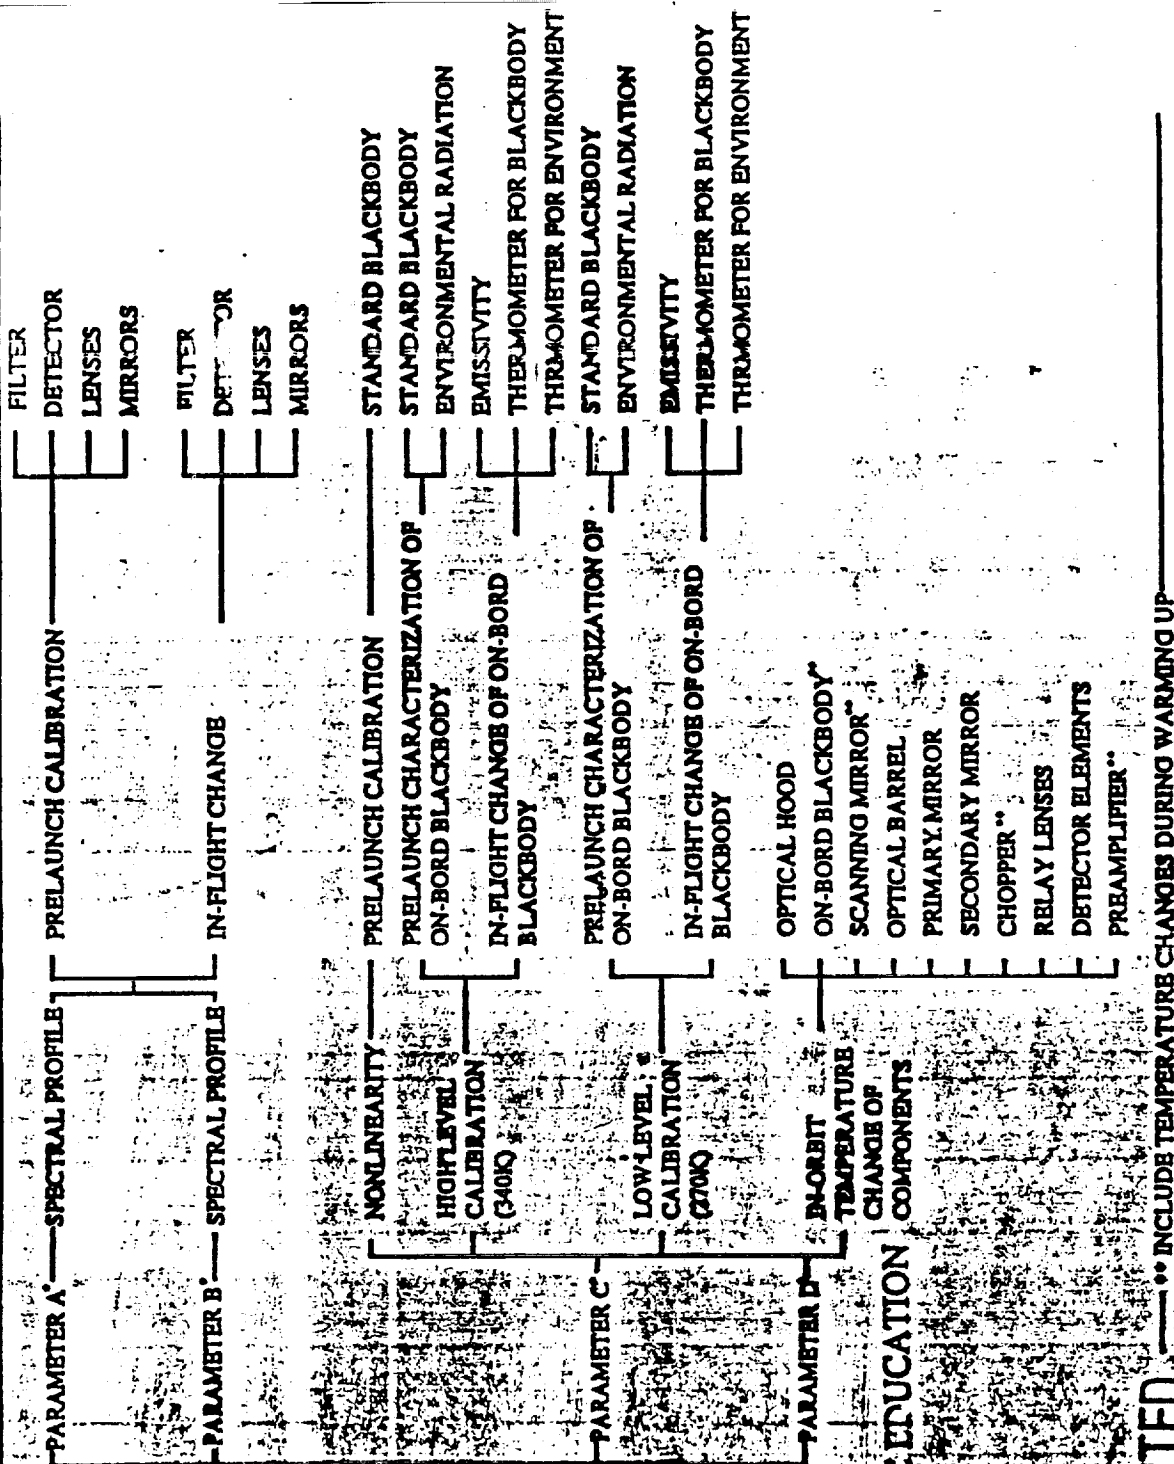 PARAMETER A* SPECTRAL PROFILE PRELAUNCH CALIBRATION FILTER
DETECTOR
LENSES
MIRRORS
PARAMETER B* SPECTRAL PROFILE IN-FLIGHT CHANGE FILTER
LENSES
MIRRORS
NONLINEARITY PRELAUNCH CALIBRATION STANDARD BLACKBODY
HIGH LEVEL
CALIBRATION
(340K)
PRELAUNCH CHARACTERIZATION OF
ON-BORD BLACKBODY
STANDARD BLACKBODY
ENVIRONMENTAL RADIATION
IN-FLIGHT CHANGE OF ON-BORD
BLACKBODY
EMISSIVITY
THERMOMETER FOR BLACKBODY
THRMOMETER FOR ENVIRONMENT
PARAMETER C*
LOW LEVEL
CALIBRATION
(270K)
PRELAUNCH CHARACTERIZATION OF
ON-BORD BLACKBODY
STANDARD BLACKBODY
ENVIRONMENTAL RADIATION
IN-FLIGHT CHANGE OF ON-BORD
BLACKBODY
EMISSIVITY
THERMOMETER FOR BLACKBODY
THRMOMETER FOR ENVIRONMENT
PARAMETER D*
IN-ORBIT
TEMPERATURE
CHANGE OF
COMPONENTS
OPTICAL HOOD
ON-BORD BLACKBODY**
SCANNING MIRROR**
OPTICAL BARREL
PRIMARY MIRROR
SECONDARY MIRROR
CHOPPER**
RELAY LENSES
DETECTOR ELEMENTS
PREAMPLIFIER**
EDUCATION
** INCLUDE TEMPERATURE CHANGES DURING WARMING UP